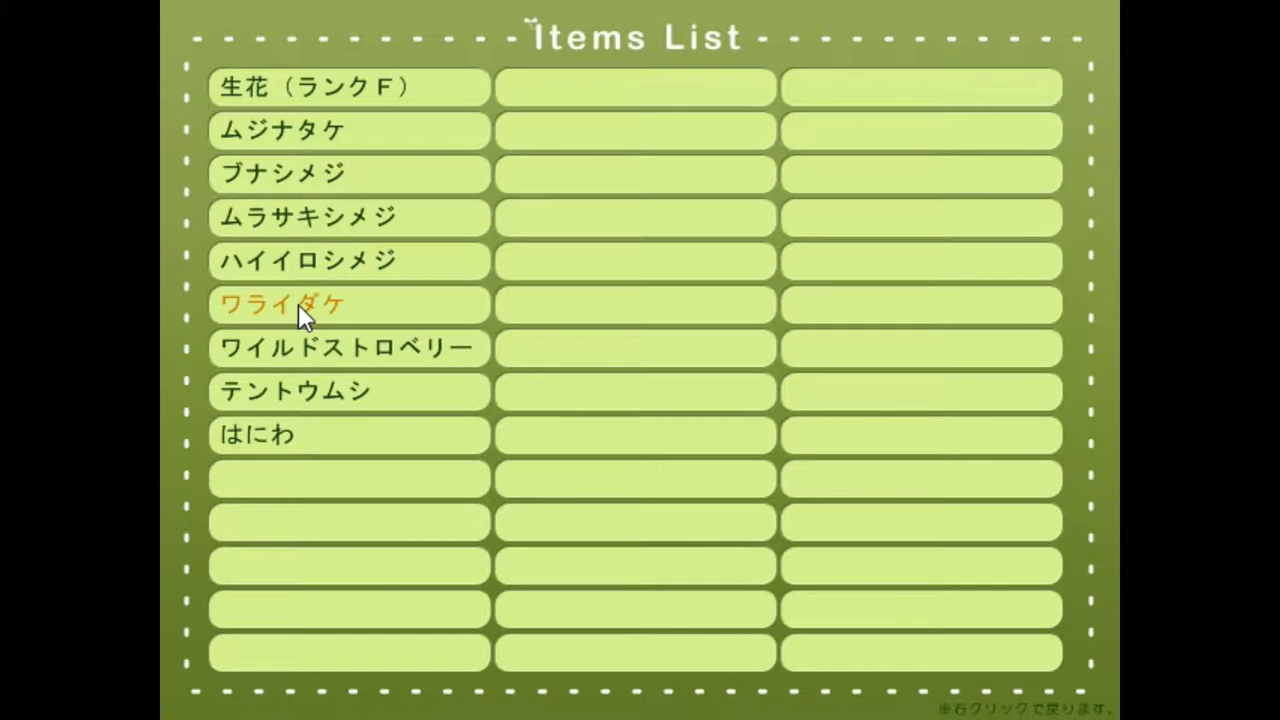 Items List
生花（ランクＦ）
ムジナタケ
ブナシメジ
ムラサキシメジ
ハイイロシメジ
ワライダケ
ワイルドストロベリー
テントウムシ
はにわ
※右クリックで戻ります。